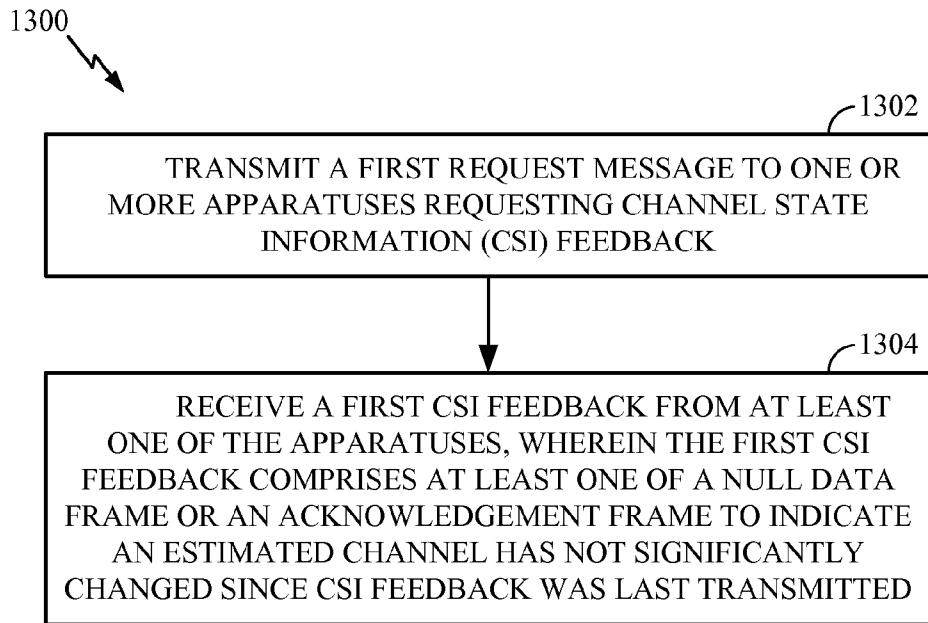 1300
1302
TRANSMIT A FIRST REQUEST MESSAGE TO ONE OR
MORE APPARATUSES REQUESTING CHANNEL STATE
INFORMATION (CSI) FEEDBACK
1304
RECEIVE A FIRST CSI FEEDBACK FROM AT LEAST
ONE OF THE APPARATUSES, WHEREIN THE FIRST CSI
FEEDBACK COMPRISES AT LEAST ONE OF A NULL DATA
FRAME OR AN ACKNOWLEDGEMENT FRAME TO INDICATE
AN ESTIMATED CHANNEL HAS NOT SIGNIFICANTLY
CHANGED SINCE CSI FEEDBACK WAS LAST TRANSMITTED